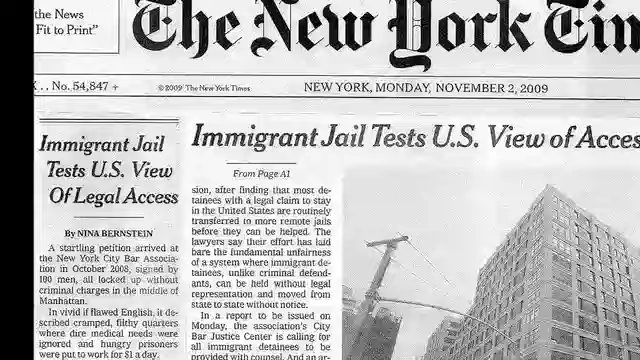 the News
Fit to Print"
The New York Tim
No. 54,847 +
© 2009 The New York Times
NEW YORK, MONDAY, NOVEMBER 2, 2009
Immigrant Jail
Tests U.S. View
Of Legal Access
By NINA BERNSTEIN
A startling petition arrived at
the New York City Bar Associa-
tion in October 2008, signed by
100 men, all locked up without
criminal charges in the middle of
Manhattan.
In vivid if flawed English, it de-
scribed cramped, filthy quarters
where dire medical needs were
ignored and hungry prisoners
were put to work for $1 a day.
Immigrant Jail Tests U.S. View of Acces
From Page A1
sion, after finding that most de-
tainees with a legal claim to stay
in the United States are routinely
transferred to more remote jails
before they can be helped. The
lawyers say their effort has laid
bare the fundamental unfairness
of a system where immigrant de-
tainees, unlike criminal defend-
ants, can be held without legal
representation and moved from
state to state without notice.
In a report to be issued on
Monday, the association's City
Bar Justice Center is calling for
all immigrant detainees to be
provided with counsel. And an ar-